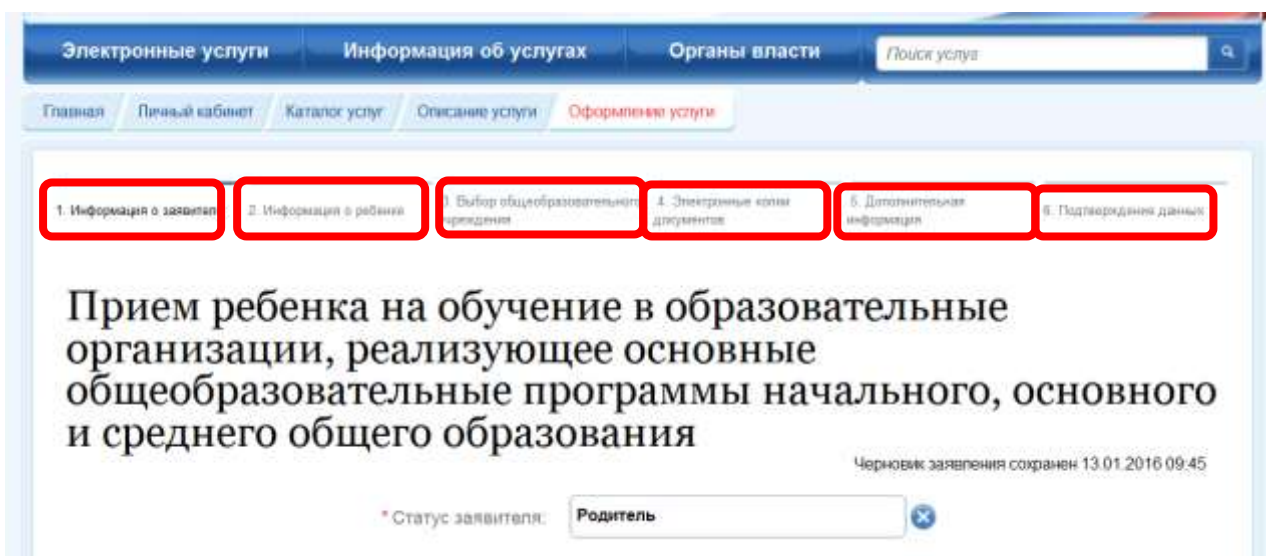 Электронные услуги Информация об услугах Органы власти Поиск услуг
Главная Личный кабинет Каталог услуг Описание услуги Оформление услуги
1. Информация о заявител 2. Информация о ребенке 3. Выбор общеобразовательного 4. Электронные копии 5. Дополнительная 6. Подтверждение данных
учреждения документов информация
Прием ребенка на обучение в образовательные
организации, реализующее основные
общеобразовательные программы начального, основного
и среднего общего образования
Черновик заявления сохранен 13.01.2016 09:45
* Статус заявителя: Родитель